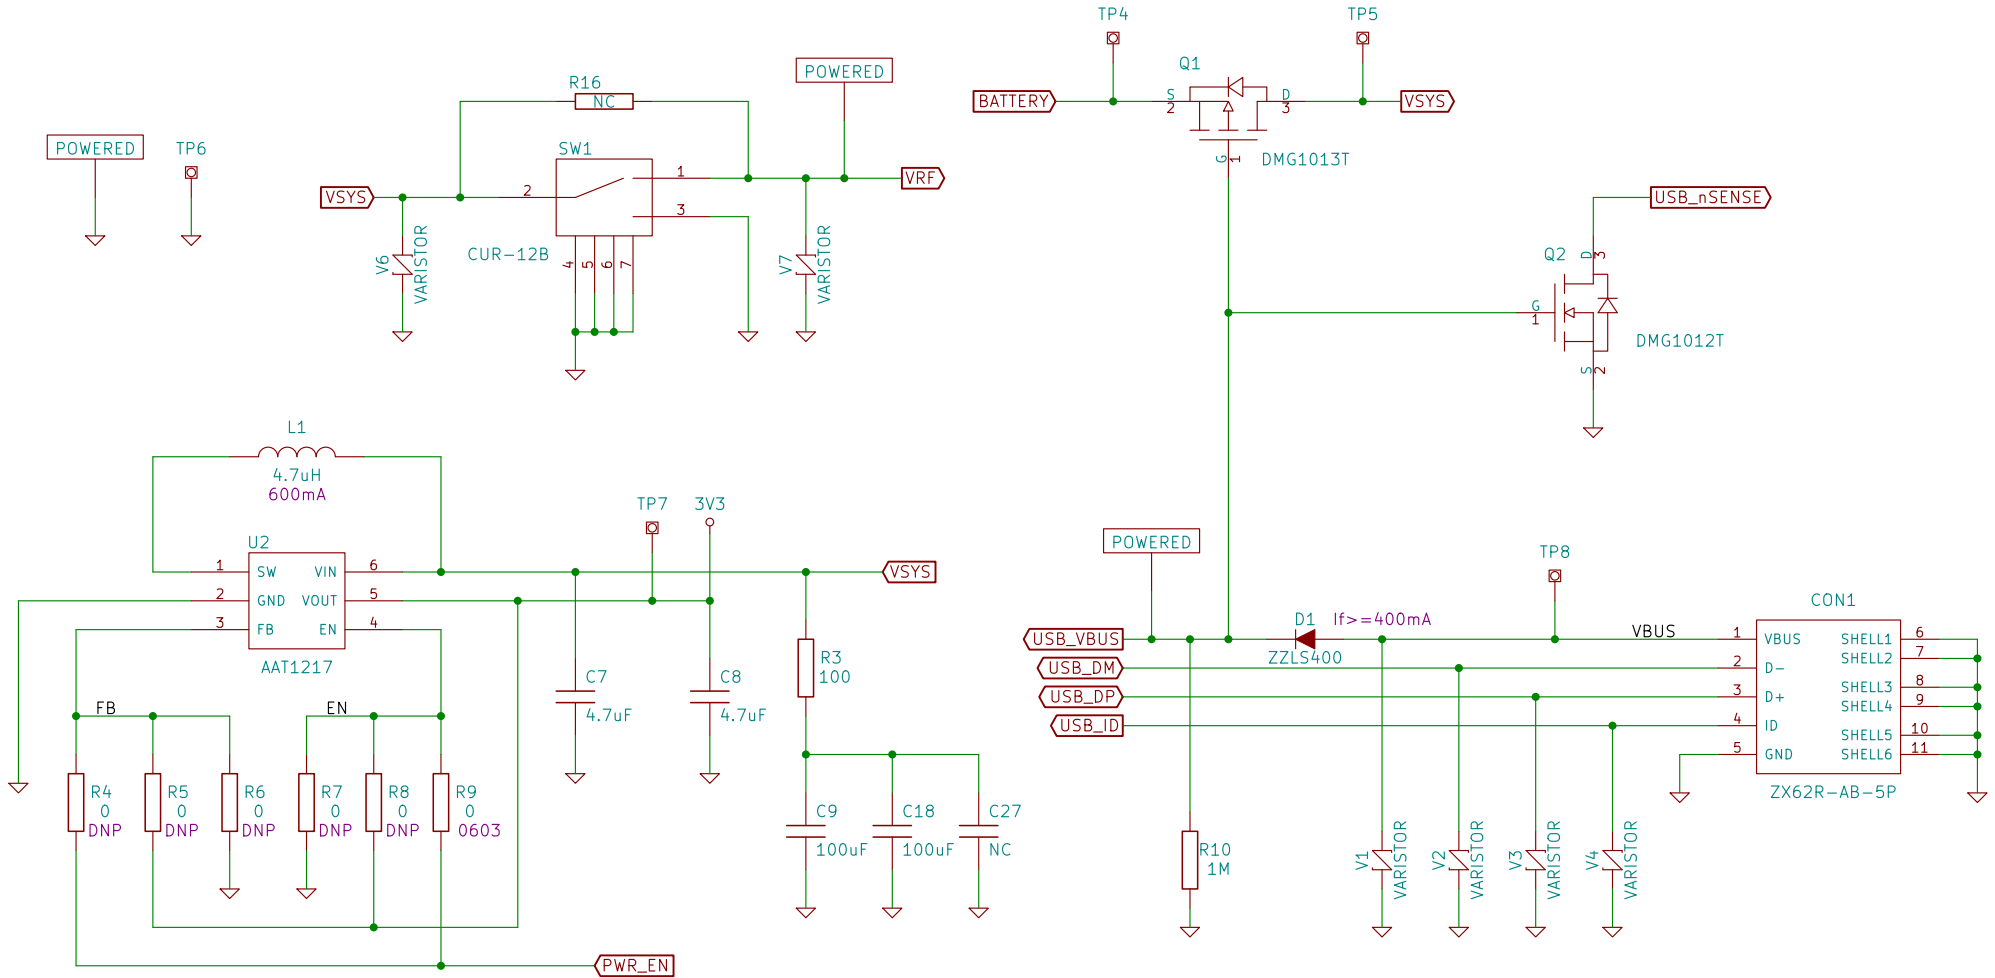 POWERED
TP6
R16
NC
POWERED
VSYS
SW1
2
1
3
4
5
6
7
CUR-12B
VRF
V6
VARISTOR
V7
VARISTOR
TP4
TP5
BATTERY
Q1
S
2
D
3
G
1
DMG1013T
VSYS
USB_nSENSE
Q2
D
3
G
1
S
2
DMG1012T
L1
4.7uH
600mA
U2
1
2
3
SW
GND
FB
VIN
VOUT
EN
6
5
4
AAT1217
TP7
3V3
VSYS
FB
EN
R4
0
DNP
R5
0
DNP
R6
0
DNP
R7
0
DNP
R8
0
DNP
R9
0
0603
PWR_EN
C7
4.7uF
C8
4.7uF
R3
100
C9
100uF
C18
100uF
C27
NC
POWERED
USB_VBUS
USB_DM
USB_DP
USB_ID
D1
If>=400mA
ZZLS400
TP8
VBUS
R10
1M
V1
VARISTOR
V2
VARISTOR
V3
VARISTOR
V4
VARISTOR
CON1
1
2
3
4
5
VBUS
D-
D+
ID
GND
SHELL1
SHELL2
SHELL3
SHELL4
SHELL5
SHELL6
6
7
8
9
10
11
ZX62R-AB-5P